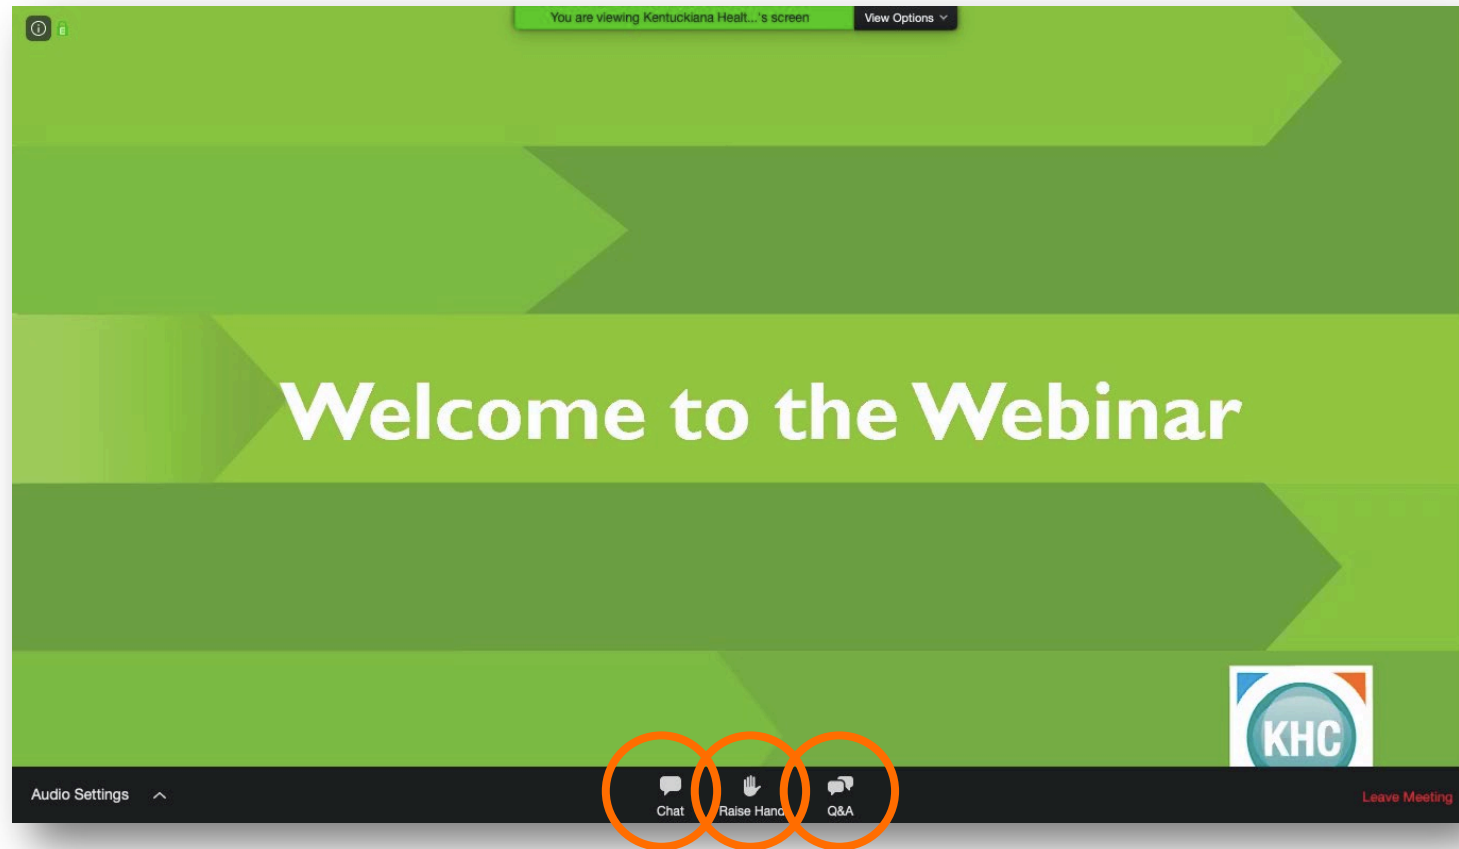 You are viewing Kentuckiana Healt...'s screen View Options
Welcome to the Webinar
KHC
Audio Settings Chat Raise Hand Q&A Leave Meeting